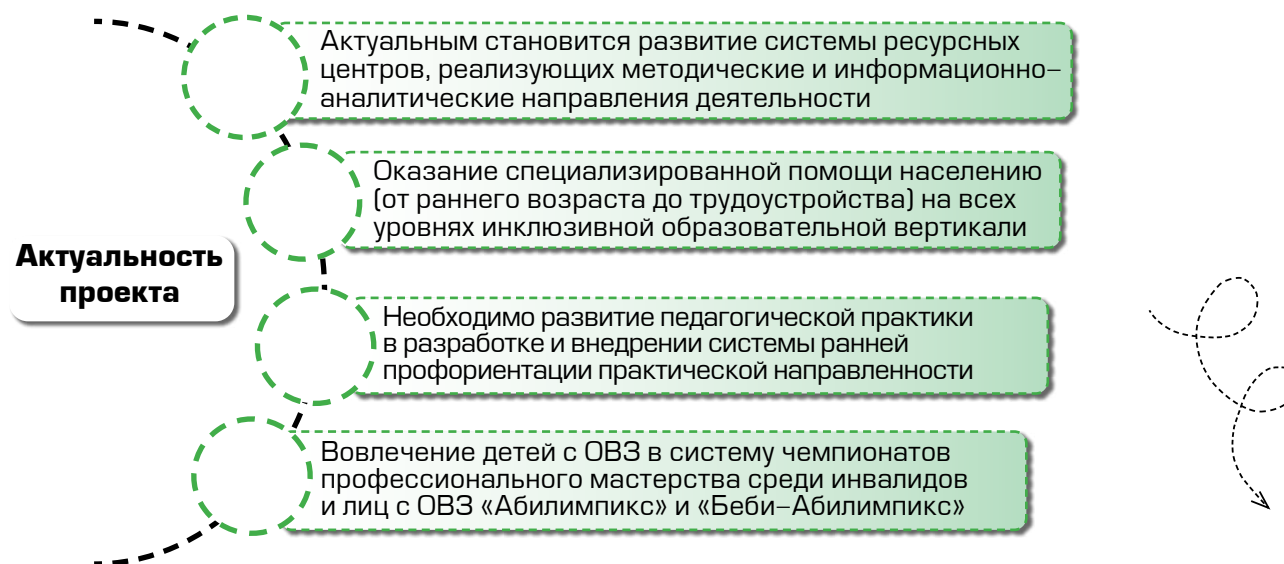 Актуальным становится развитие системы ресурсных
центров, реализующих методические и информационно–
аналитические направления деятельности
Оказание специализированной помощи населению
(от раннего возраста до трудоустройства) на всех
уровнях инклюзивной образовательной вертикали
Актуальность
проекта
Необходимо развитие педагогической практики
в разработке и внедрении системы ранней
профориентации практической направленности
Вовлечение детей с ОВЗ в систему чемпионатов
профессионального мастерства среди инвалидов
и лиц с ОВЗ «Абилимпикс» и «Беби–Абилимпикс»